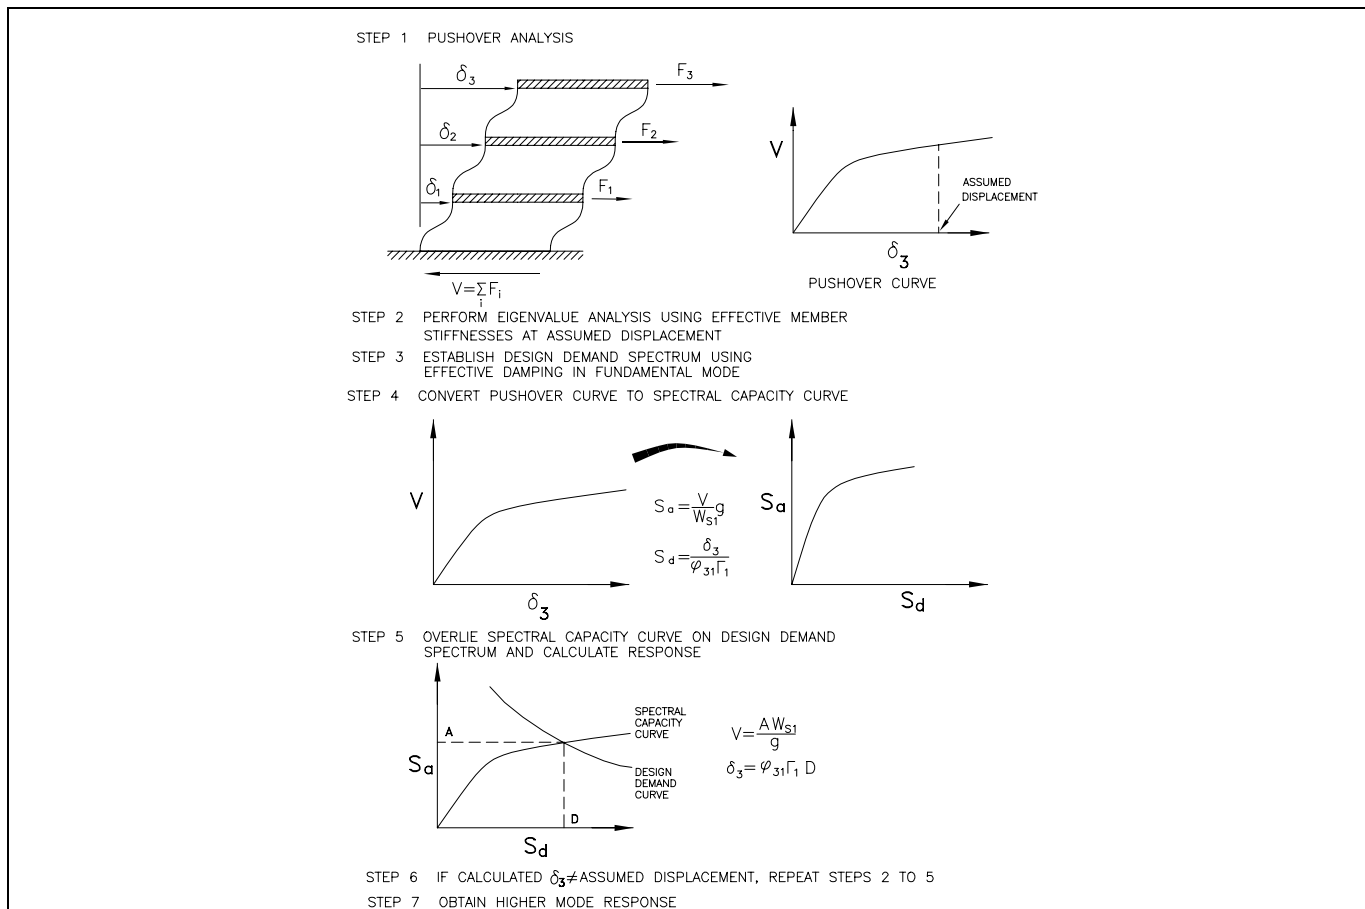 STEP 1 PUSHOVER ANALYSIS
δ₃
F₃
δ₂
F₂
δ₁
F₁
V=∑Fᵢ
i
V
ASSUMED
DISPLACEMENT
δ₃
PUSHOVER CURVE
STEP 2 PERFORM EIGENVALUE ANALYSIS USING EFFECTIVE MEMBER
STIFFNESSES AT ASSUMED DISPLACEMENT
STEP 3 ESTABLISH DESIGN DEMAND SPECTRUM USING
EFFECTIVE DAMPING IN FUNDAMENTAL MODE
STEP 4 CONVERT PUSHOVER CURVE TO SPECTRAL CAPACITY CURVE
V
δ₃
Sa=V/WS1 g
Sd=δ₃/φ₃₁Γ₁
Sa
Sd
STEP 5 OVERLIE SPECTRAL CAPACITY CURVE ON DESIGN DEMAND
SPECTRUM AND CALCULATE RESPONSE
A
Sa
D
Sd
SPECTRAL
CAPACITY
CURVE
DESIGN
DEMAND
CURVE
V=AWS1/g
δ₃=φ₃₁Γ₁ D
STEP 6 IF CALCULATED δ₃≠ASSUMED DISPLACEMENT, REPEAT STEPS 2 TO 5
STEP 7 OBTAIN HIGHER MODE RESPONSE